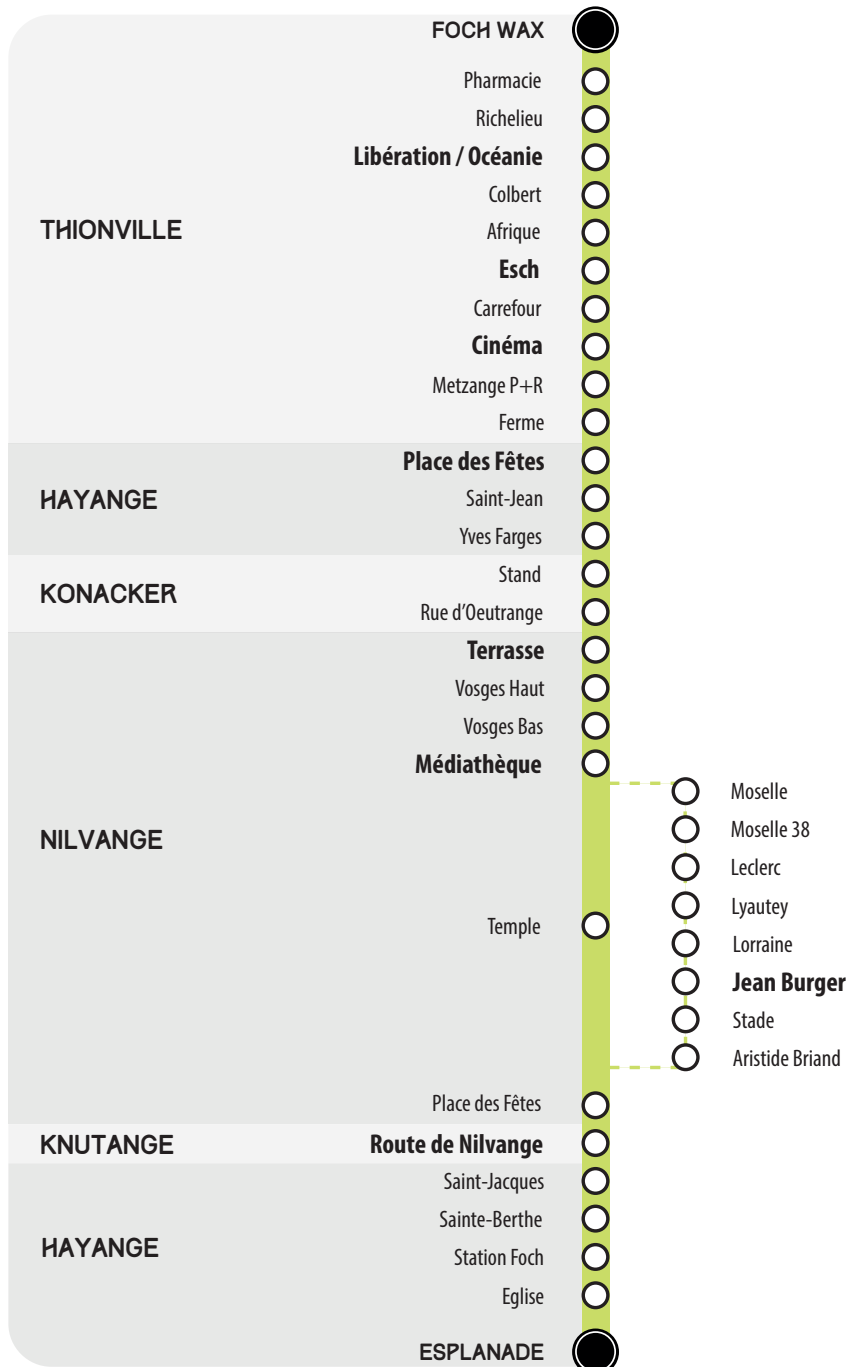 FOCH WAX
Pharmacie
Richelieu
Libération / Océanie
Colbert
THIONVILLE
Afrique
Esch
Carrefour
Cinéma
Metzange P+R
Ferme
Place des Fêtes
HAYANGE
Saint-Jean
Yves Farges
Stand
KONACKER
Rue d'Oeutrange
Terrasse
Vosges Haut
Vosges Bas
Médiathèque
Moselle
Moselle 38
NILVANGE
Leclerc
Lyautey
Temple
Lorraine
Jean Burger
Stade
Aristide Briand
Place des Fêtes
KNUTANGE
Route de Nilvange
Saint-Jacques
Sainte-Berthe
HAYANGE
Station Foch
Eglise
ESPLANADE